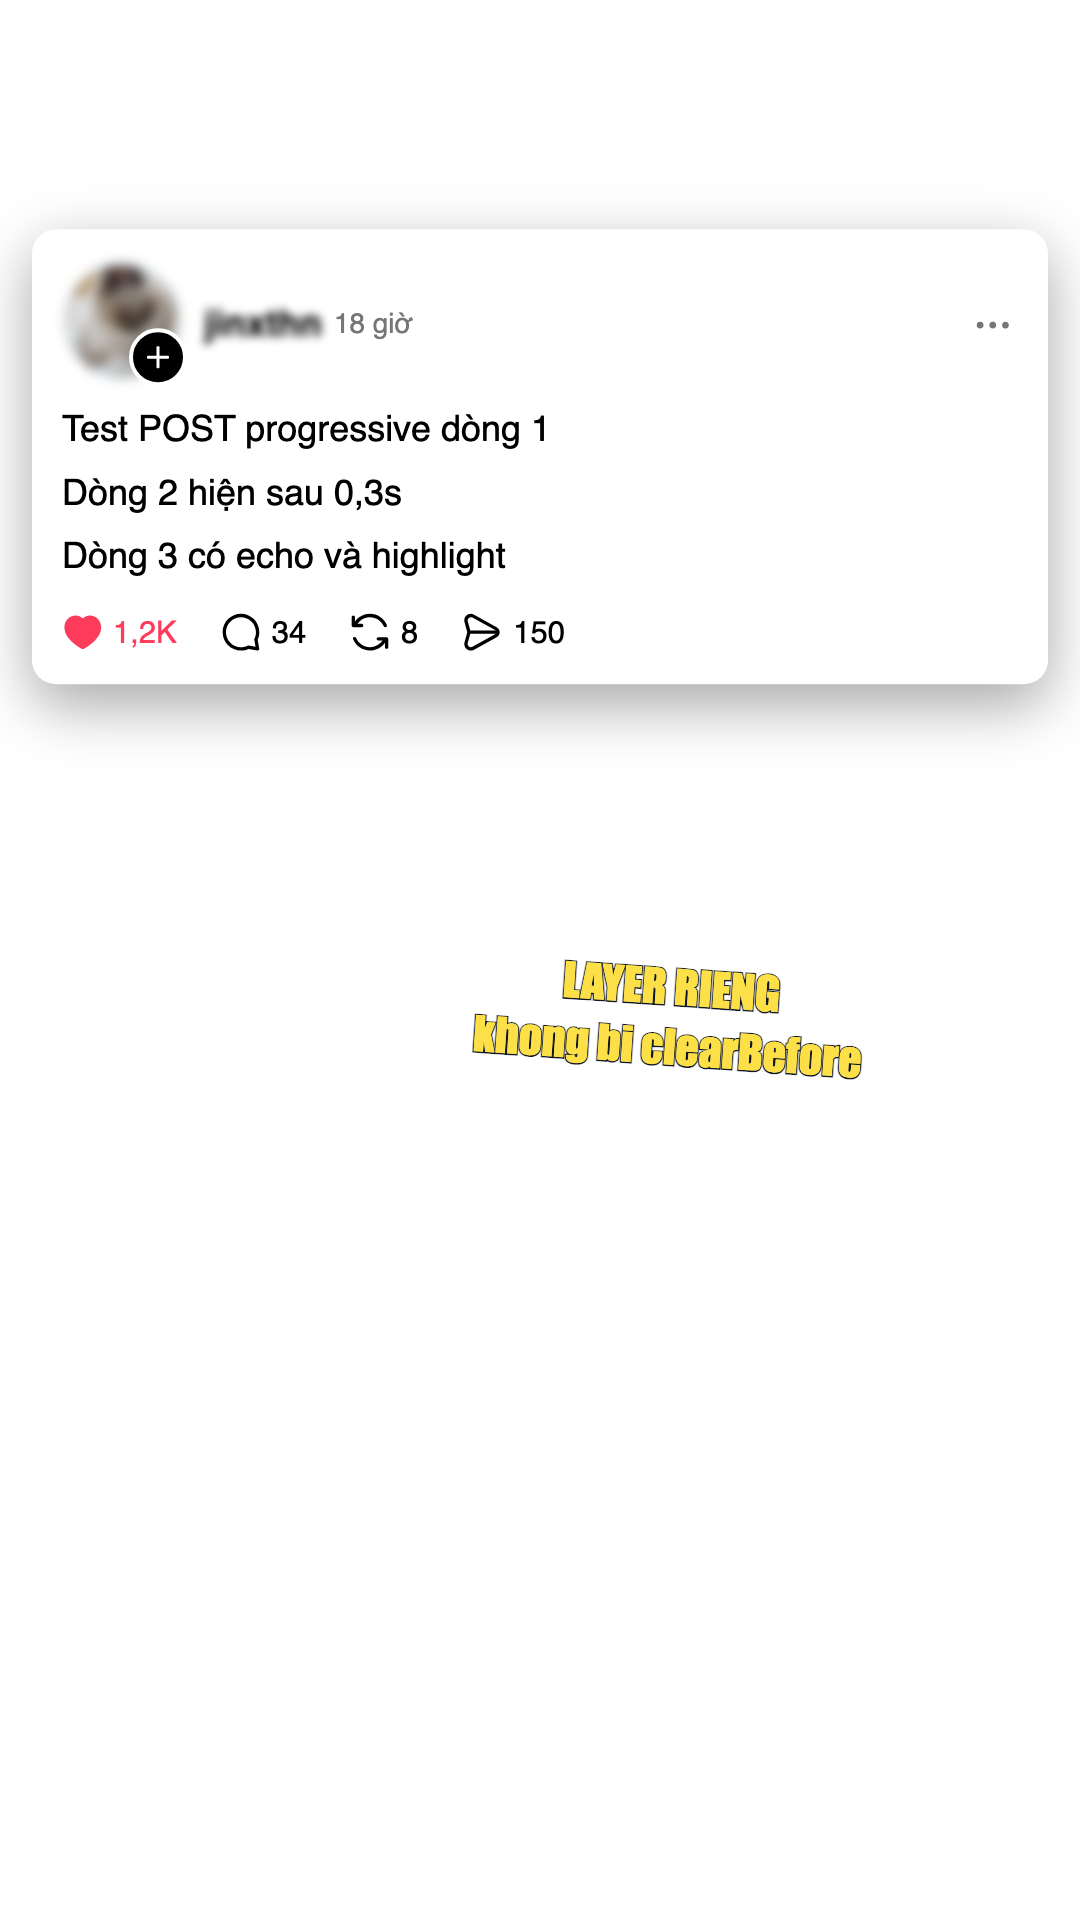 18 giờ
Test POST progressive dòng 1
Dòng 2 hiện sau 0,3s
Dòng 3 có echo và highlight
1,2K 34 8 150
LAYER RIENG
khong bi clearBefore